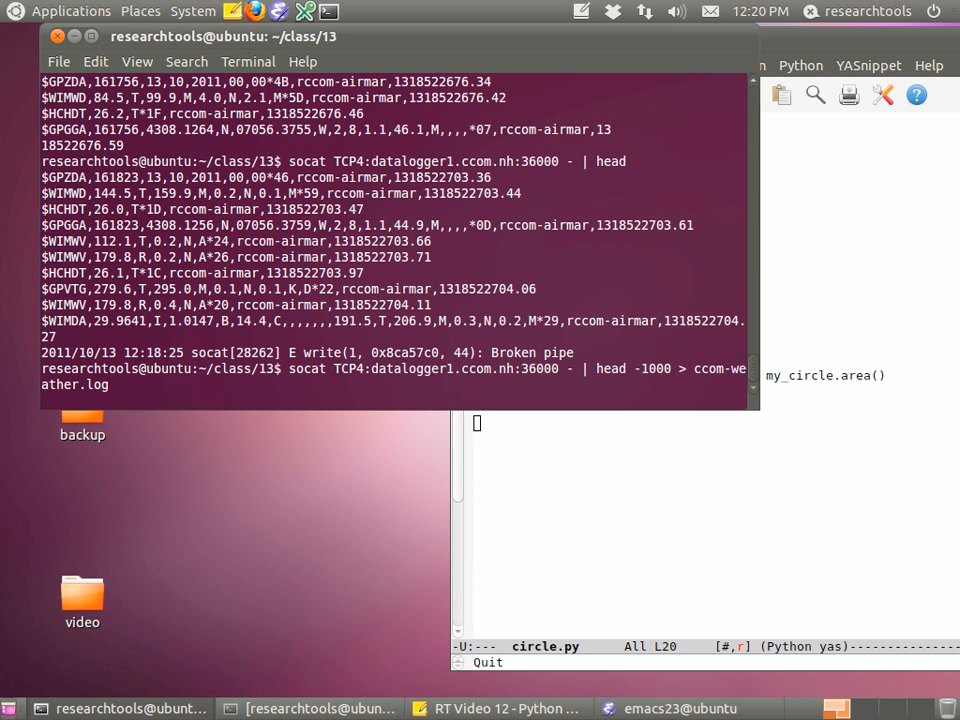 Applications Places System 12:20 PM researchtools
researchtools@ubuntu: ~/class/13
File Edit View Search Terminal Help
n Python YASnippet Help
$GPZDA,161756,13,10,2011,00,00*4B,rccom-airmar,1318522676.34
$WIMWD,84.5,T,99.9,M,4.0,N,2.1,M*5D,rccom-airmar,1318522676.42
$HCHDT,26.2,T*1F,rccom-airmar,1318522676.46
$GPGGA,161756,4308.1264,N,07056.3755,W,2,8,1.1,46.1,M,,,,*07,rccom-airmar,13
18522676.59
researchtools@ubuntu:~/class/13$ socat TCP4:datalogger1.ccom.nh:36000 - | head
$GPZDA,161823,13,10,2011,00,00*46,rccom-airmar,1318522703.36
$WIMWD,144.5,T,159.9,M,0.2,N,0.1,M*59,rccom-airmar,1318522703.44
$HCHDT,26.0,T*1D,rccom-airmar,1318522703.47
$GPGGA,161823,4308.1256,N,07056.3759,W,2,8,1.1,44.9,M,,,,*0D,rccom-airmar,1318522703.61
$WIMWV,112.1,T,0.2,N,A*24,rccom-airmar,1318522703.66
$WIMWV,179.8,R,0.2,N,A*26,rccom-airmar,1318522703.71
$HCHDT,26.1,T*1C,rccom-airmar,1318522703.97
$GPVTG,279.6,T,295.0,M,0.1,N,0.1,K,D*22,rccom-airmar,1318522704.06
$WIMWV,179.8,R,0.4,N,A*20,rccom-airmar,1318522704.11
$WIMDA,29.9641,I,1.0147,B,14.4,C,,,,,,,191.5,T,206.9,M,0.3,N,0.2,M*29,rccom-airmar,1318522704.
27
2011/10/13 12:18:25 socat[28262] E write(1, 0x8ca57c0, 44): Broken pipe
researchtools@ubuntu:~/class/13$ socat TCP4:datalogger1.ccom.nh:36000 - | head -1000 > ccom-we
ather.log
my_circle.area()
backup
video
-U:--- circle.py All L20 [#,r] (Python yas)---------------
Quit
researchtools@ubunt... [researchtools@ubun... RT Video 12 - Python ... emacs23@ubuntu